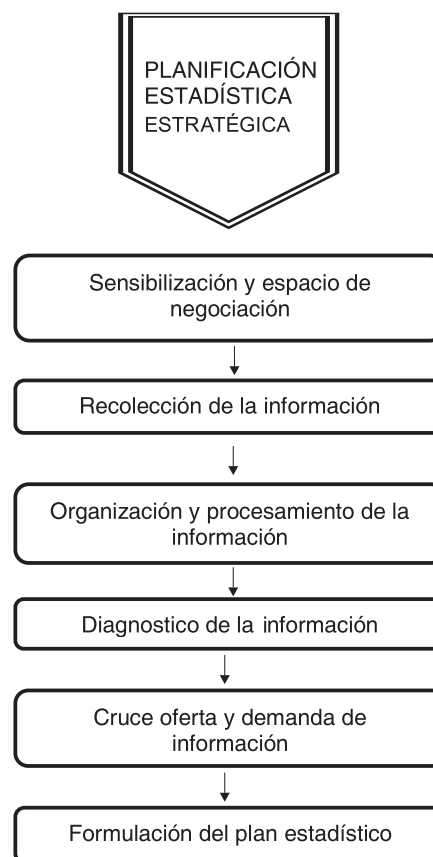 PLANIFICACIÓN
ESTADÍSTICA
ESTRATÉGICA
Sensibilización y espacio de
negociación
Recolección de la información
Organización y procesamiento de la
información
Diagnostico de la información
Cruce oferta y demanda de
información
Formulación del plan estadístico